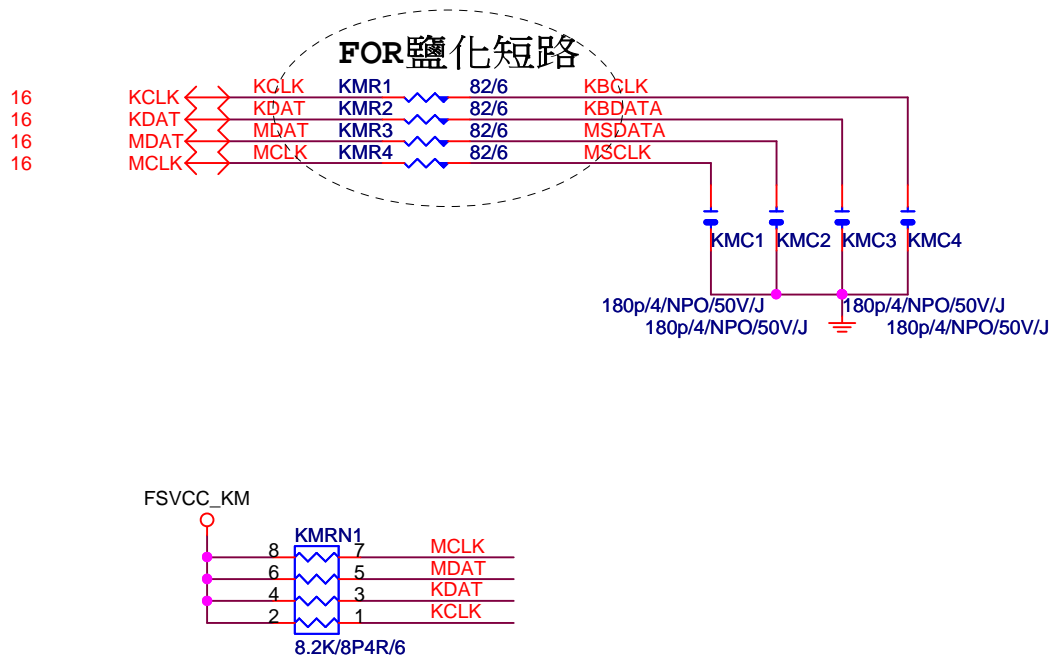 FOR鹽化短路
16 KCLK KCLK KMR1 82/6 KBCLK
16 KDAT KDAT KMR2 82/6 KBDATA
16 MDAT MDAT KMR3 82/6 MSDATA
16 MCLK MCLK KMR4 82/6 MSCLK
KMC1 KMC2 KMC3 KMC4
180p/4/NPO/50V/J 180p/4/NPO/50V/J
180p/4/NPO/50V/J 180p/4/NPO/50V/J
FSVCC_KM
KMRN1
8 7 MCLK
6 5 MDAT
4 3 KDAT
2 1 KCLK
8.2K/8P4R/6